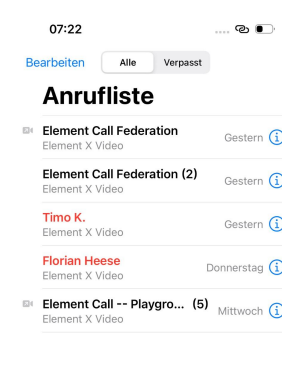 07:22
Bearbeiten Alle Verpasst
Anrufliste
Element Call Federation
Element X Video
Gestern
Element Call Federation (2)
Element X Video
Gestern
Timo K.
Element X Video
Gestern
Florian Heese
Element X Video
Donnerstag
Element Call -- Playgro... (5)
Element X Video
Mittwoch